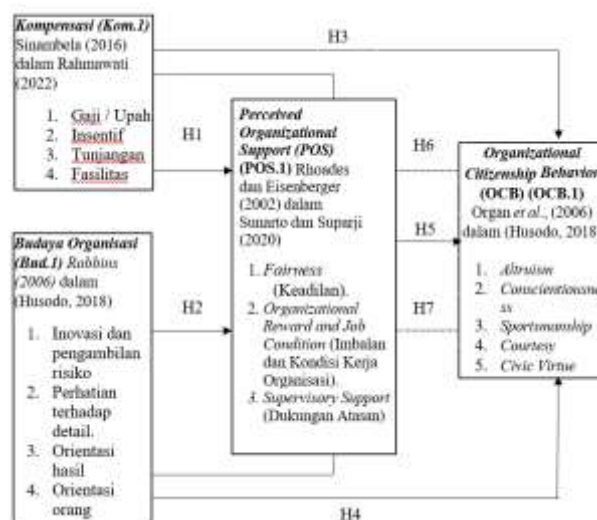 Kompensasi (Kom.1)
Sinambela (2016)
dalam Rahmawati
(2022)
1. Gaji / Upah
2. Insentif
3. Tunjangan
4. Fasilitas
Budaya Organisasi
(Bud.1) Robbins
(2006) dalam
(Husodo, 2018)
1. Inovasi dan
pengambilan
risiko
2. Perhatian
terhadap
detail.
3. Orientasi
hasil
4. Orientasi
orang
H1
H2
H3
Perceived
Organizational
Support (POS)
(POS.1) Rhoades
dan Eisenberger
(2002) dalam
Sunarto dan Suparji
(2020)
1. Fairness
(Keadilan).
2. Organizational
Reward and Job
Condition (Imbalan
dan Kondisi Kerja
Organisasi).
3. Supervisory Support
(Dukungan Atasan)
H6
H5
H7
H4
Organizational
Citizenship Behavior
(OCB) (OCB.1)
Organ et al., (2006)
dalam (Husodo, 2018
1. Altruism
2. Conscientiousne
ss
3. Sportsmanship
4. Courtesy
5. Civic Virtue